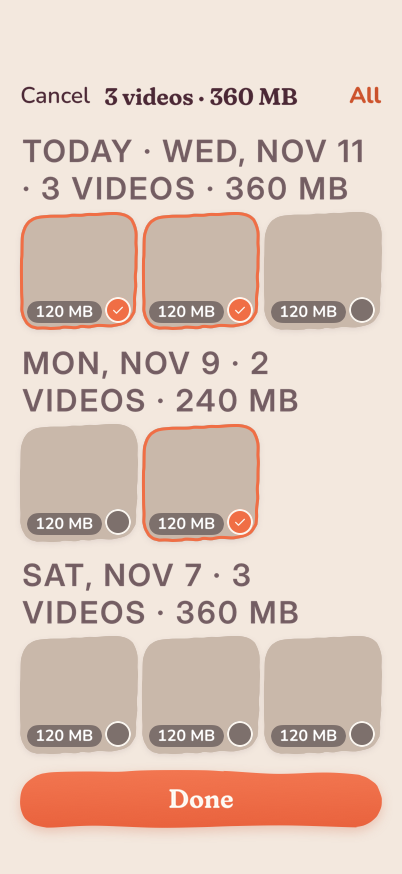 Cancel 3 videos · 360 MB All
TODAY · WED, NOV 11
· 3 VIDEOS · 360 MB
120 MB 120 MB 120 MB
MON, NOV 9 · 2
VIDEOS · 240 MB
120 MB 120 MB
SAT, NOV 7 · 3
VIDEOS · 360 MB
120 MB 120 MB 120 MB
Done